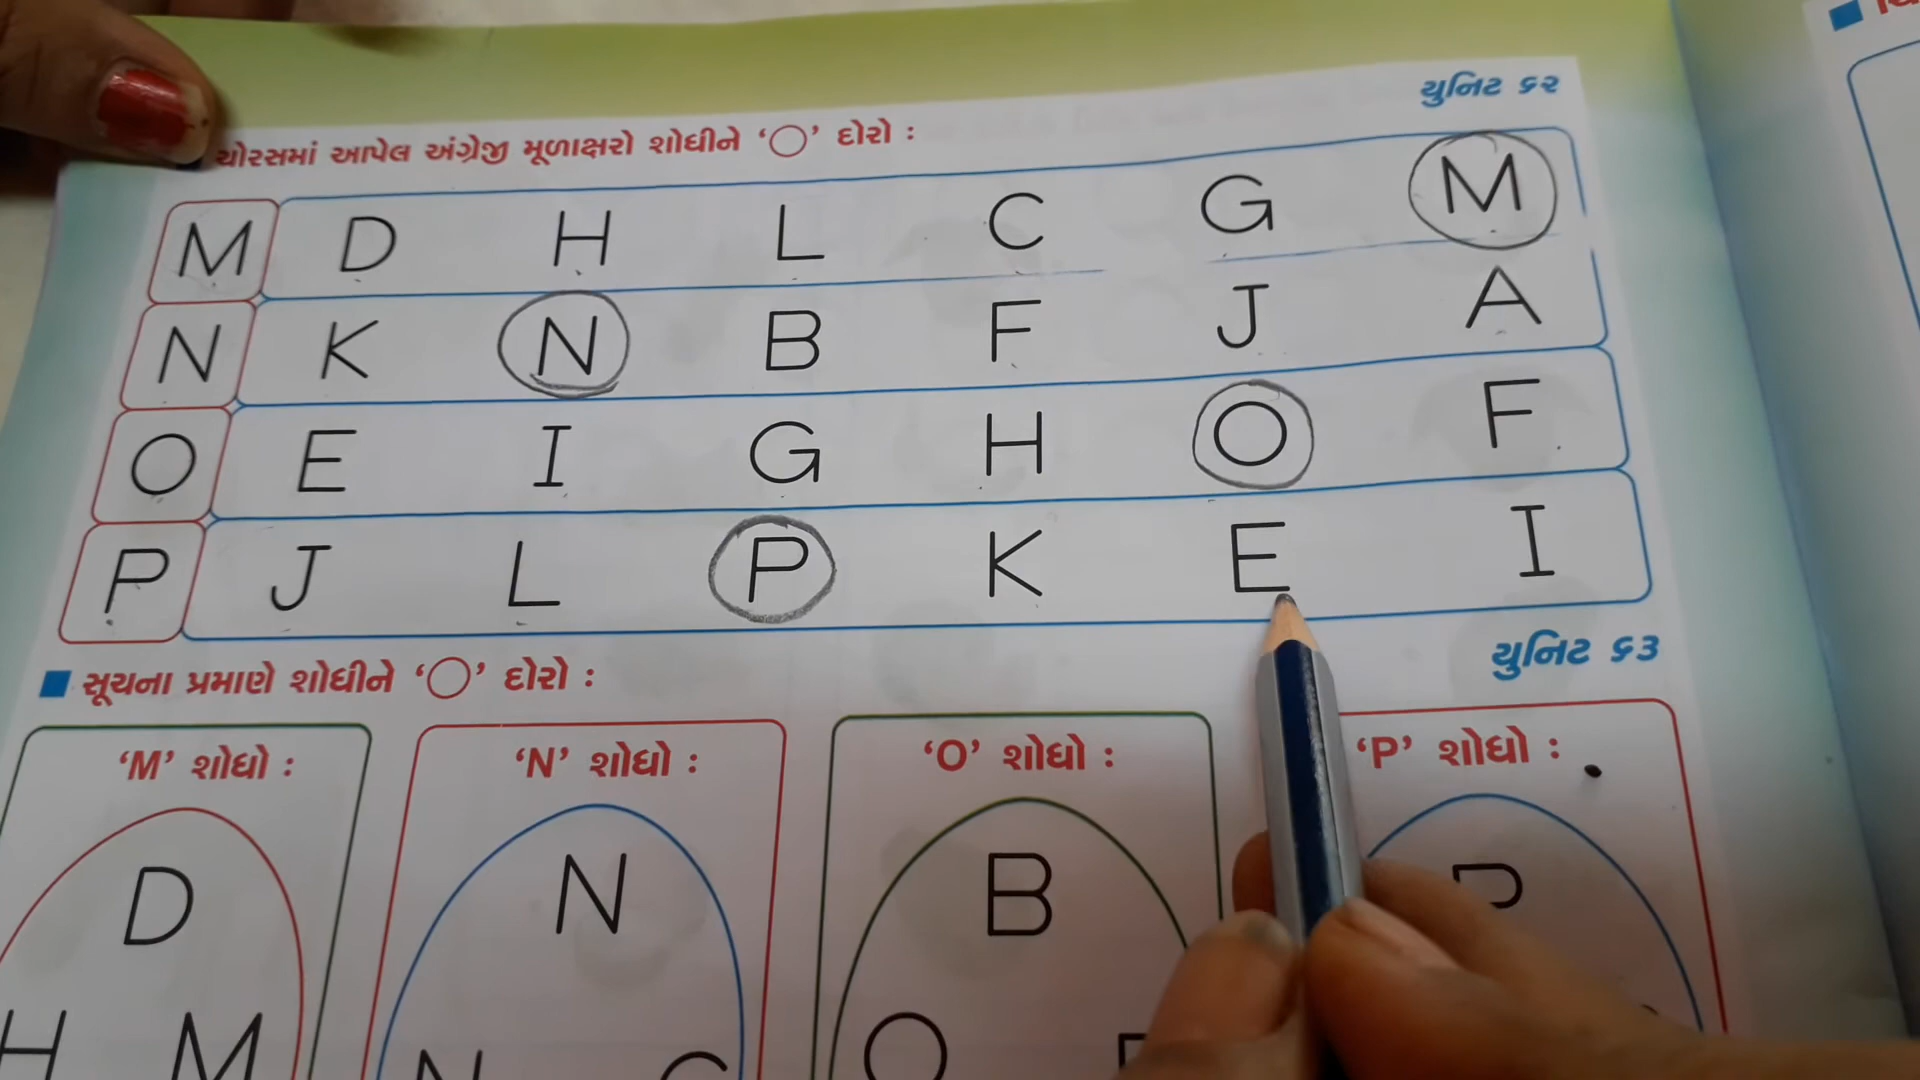 યુનિટ ૬૨
ચોરસમાં આપેલ અંગ્રેજી મૂળાક્ષરો શોધીને ‘○’ દોરો :
M D H L C G M
N K N B F J A
O E I G H O F
P J L P K E I
યુનિટ ૬૩
સૂચના પ્રમાણે શોધીને ‘○’ દોરો :
‘M’ શોધો : ‘N’ શોધો : ‘O’ શોધો : ‘P’ શોધો :
D N B
H M N O